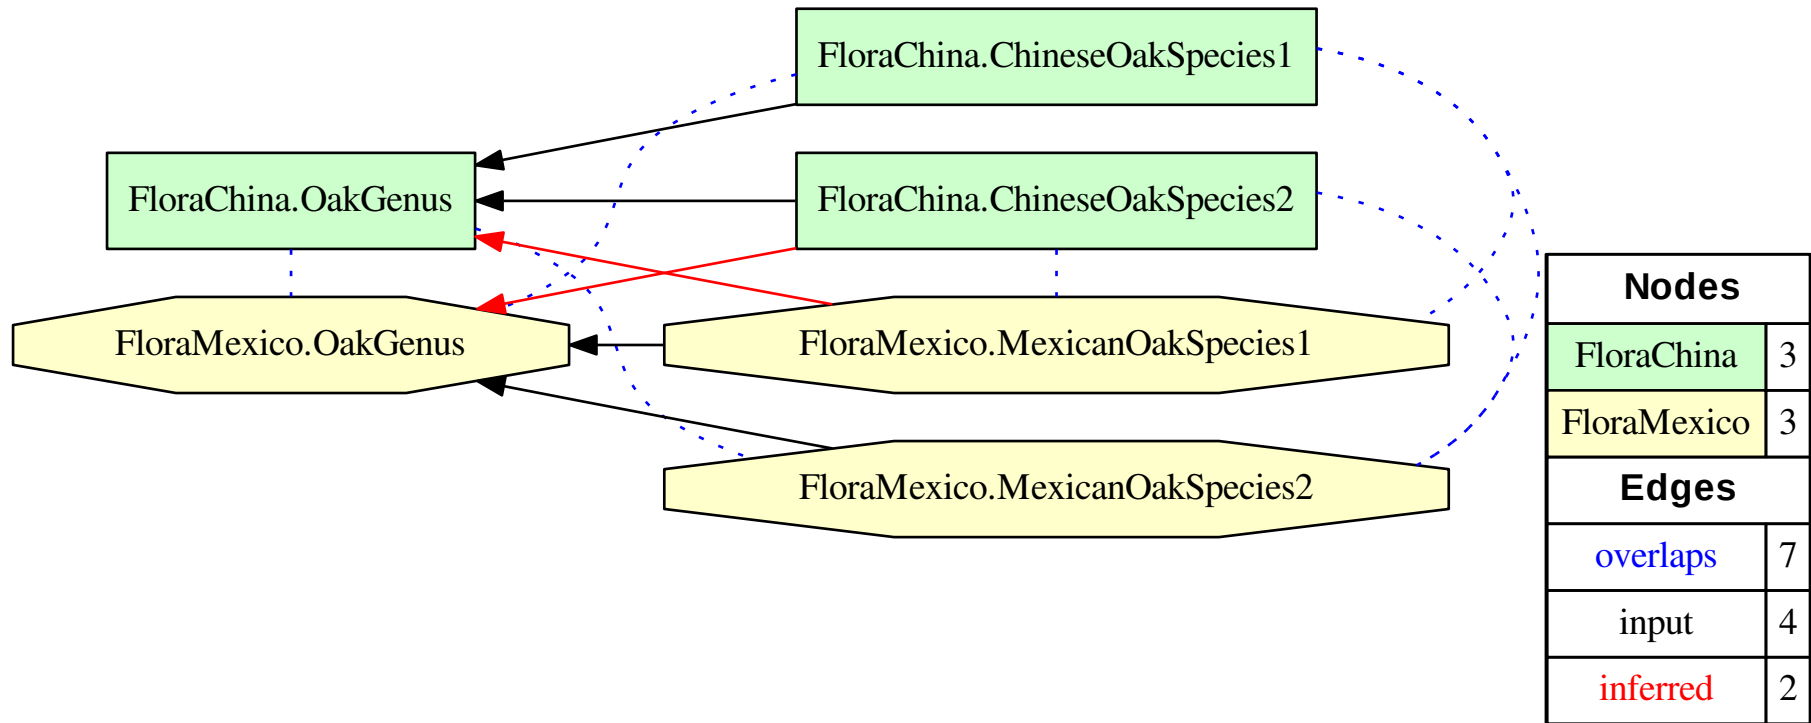 FloraChina.ChineseOakSpecies1
FloraChina.OakGenus
FloraChina.ChineseOakSpecies2
FloraMexico.OakGenus
FloraMexico.MexicanOakSpecies1
FloraMexico.MexicanOakSpecies2
Nodes
FloraChina 3
FloraMexico 3
Edges
overlaps 7
input 4
inferred 2